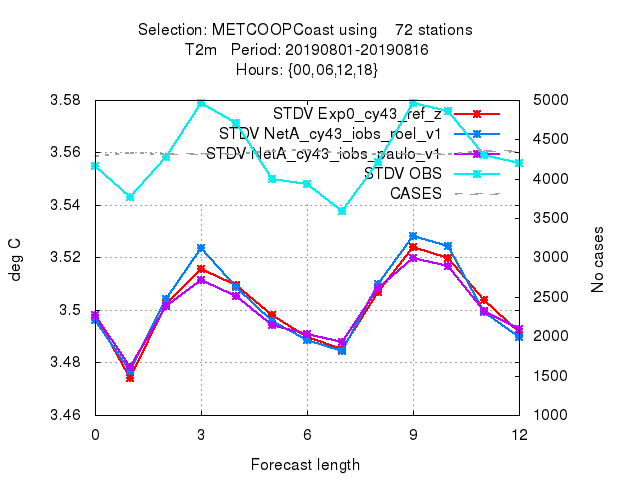 Selection: METCOOPCoast using    72 stations
T2m   Period: 20190801-20190816
Hours: {00,06,12,18}
3.58
3.56
3.54
3.52
3.5
3.48
3.46
deg C
STDV Exp0_cy43_ref_z
STDV NetA_cy43_iobs_roel_v1
STDV NetA_cy43_iobs_paulo_v1
STDV OBS
CASES
5000
4500
4000
3500
3000
2500
2000
1500
1000
No cases
0 3 6 9 12
Forecast length